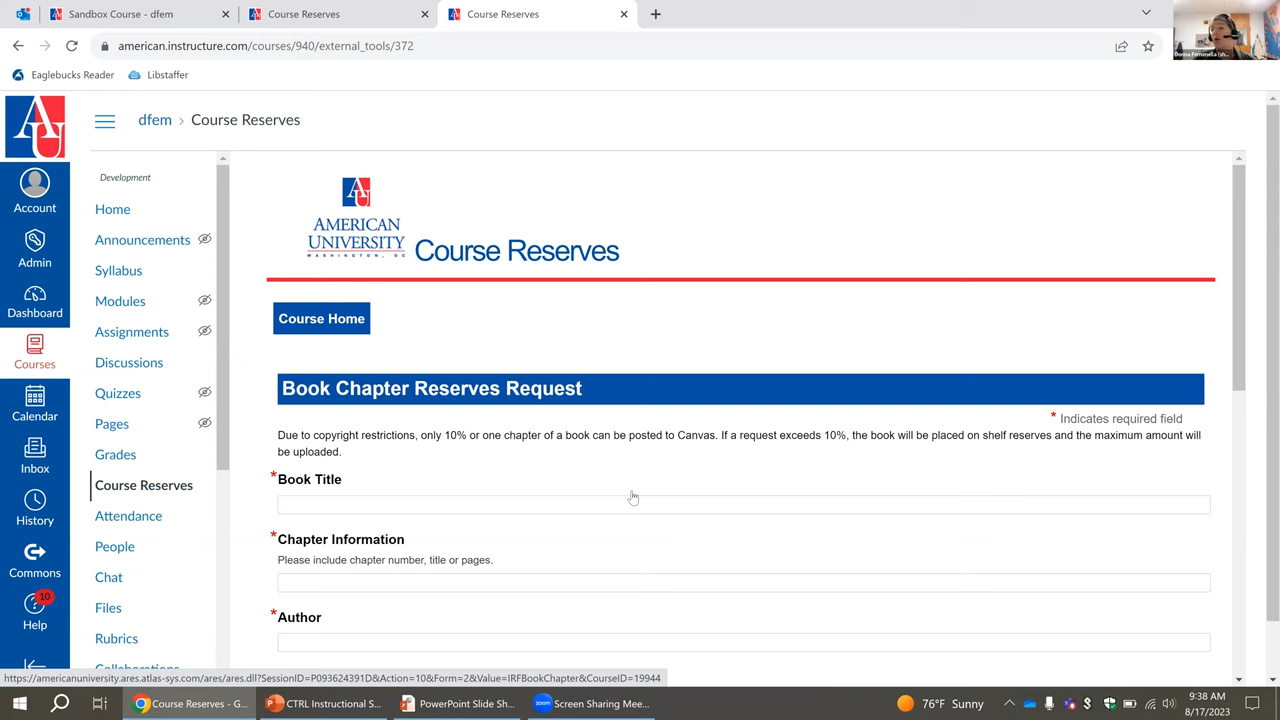 Sandbox Course - dfem
Course Reserves
Course Reserves
american.instructure.com/courses/940/external_tools/372
Eaglebucks Reader
Libstaffer
AU
Account
Admin
Dashboard
Courses
Calendar
Inbox
History
Commons
10
Help
dfem > Course Reserves
Development
Home
Announcements
Syllabus
Modules
Assignments
Discussions
Quizzes
Pages
Grades
Course Reserves
Attendance
People
Chat
Files
Rubrics
Collaborations
AU
AMERICAN
UNIVERSITY
WASHINGTON, DC
Course Reserves
Course Home
Book Chapter Reserves Request
* Indicates required field
Due to copyright restrictions, only 10% or one chapter of a book can be posted to Canvas. If a request exceeds 10%, the book will be placed on shelf reserves and the maximum amount will
be uploaded.
*Book Title
*Chapter Information
Please include chapter number, title or pages.
*Author
https://americanuniversity.ares.atlas-sys.com/ares/ares.dll?SessionID=P093624391D&Action=10&Form=2&Value=IRFBookChapter&CourseID=19944
Course Reserves - G...
CTRL Instructional S...
PowerPoint Slide Sh...
Screen Sharing Mee...
76°F Sunny
9:38 AM
8/17/2023